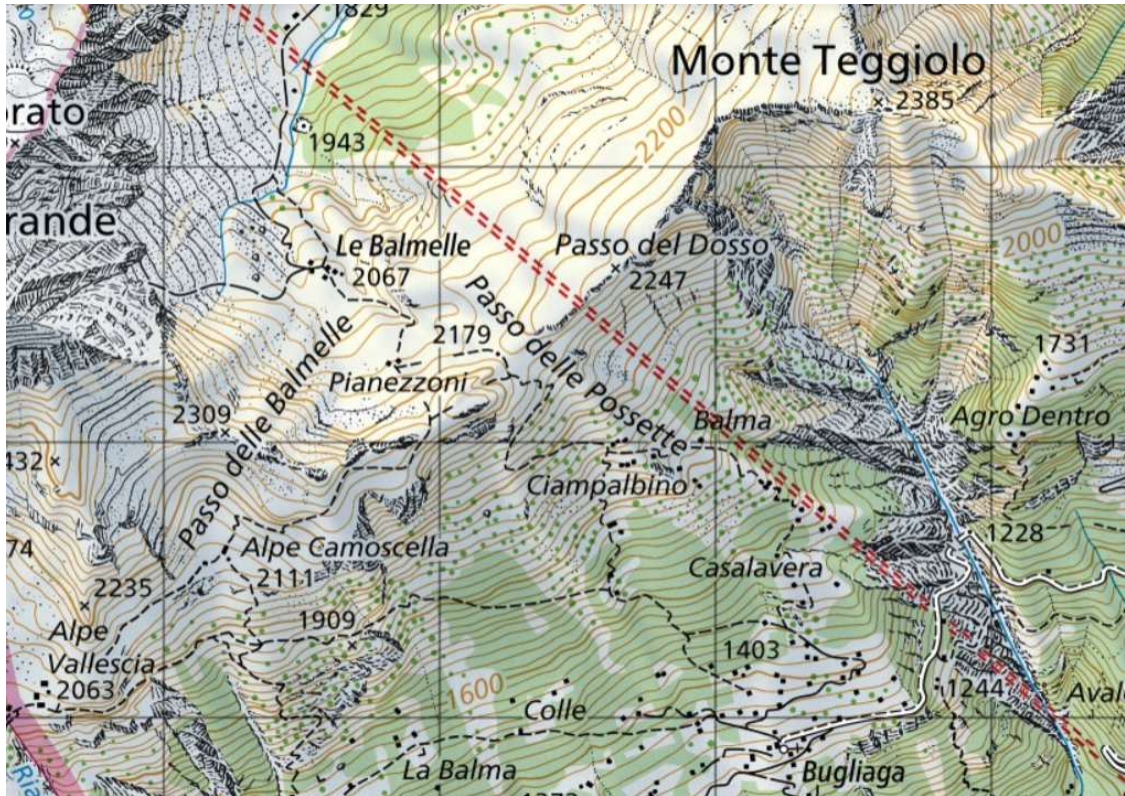 1829
Monte Teggiolo
2385
rato
1943
2200
rande
Le Balmelle
2067
Passo del Dosso
2247
2000
Passo delle Possette
2179
1731
Passo delle Balmelle
Pianezzoni
2309
Balma
Agro Dentro
432
Ciampalbino
74
Alpe Camoscella
2111
1228
2235
Casalavera
1909
Alpe
Vallescia
2063
1403
1600
1244
Colle
La Balma
Bugliaga